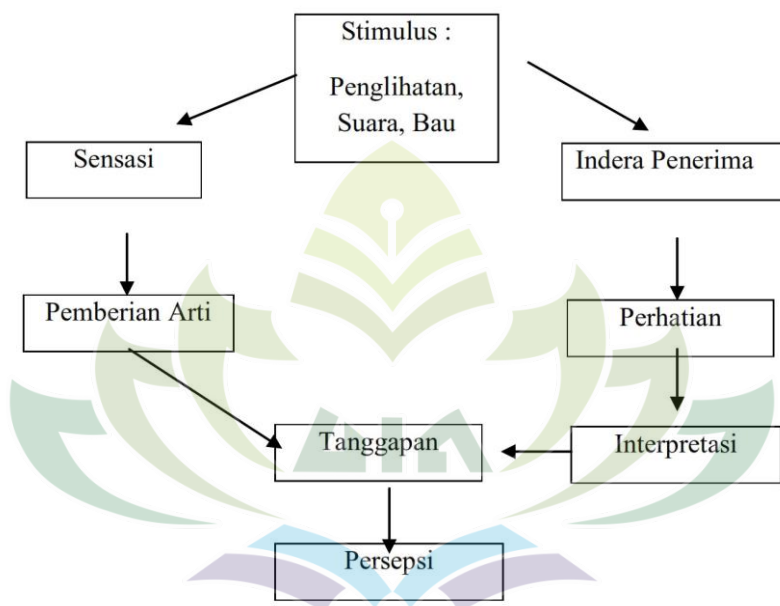 Stimulus :
Penglihatan,
Suara, Bau
Sensasi
Indera Penerima
Pemberian Arti
Perhatian
Tanggapan
Interpretasi
Persepsi